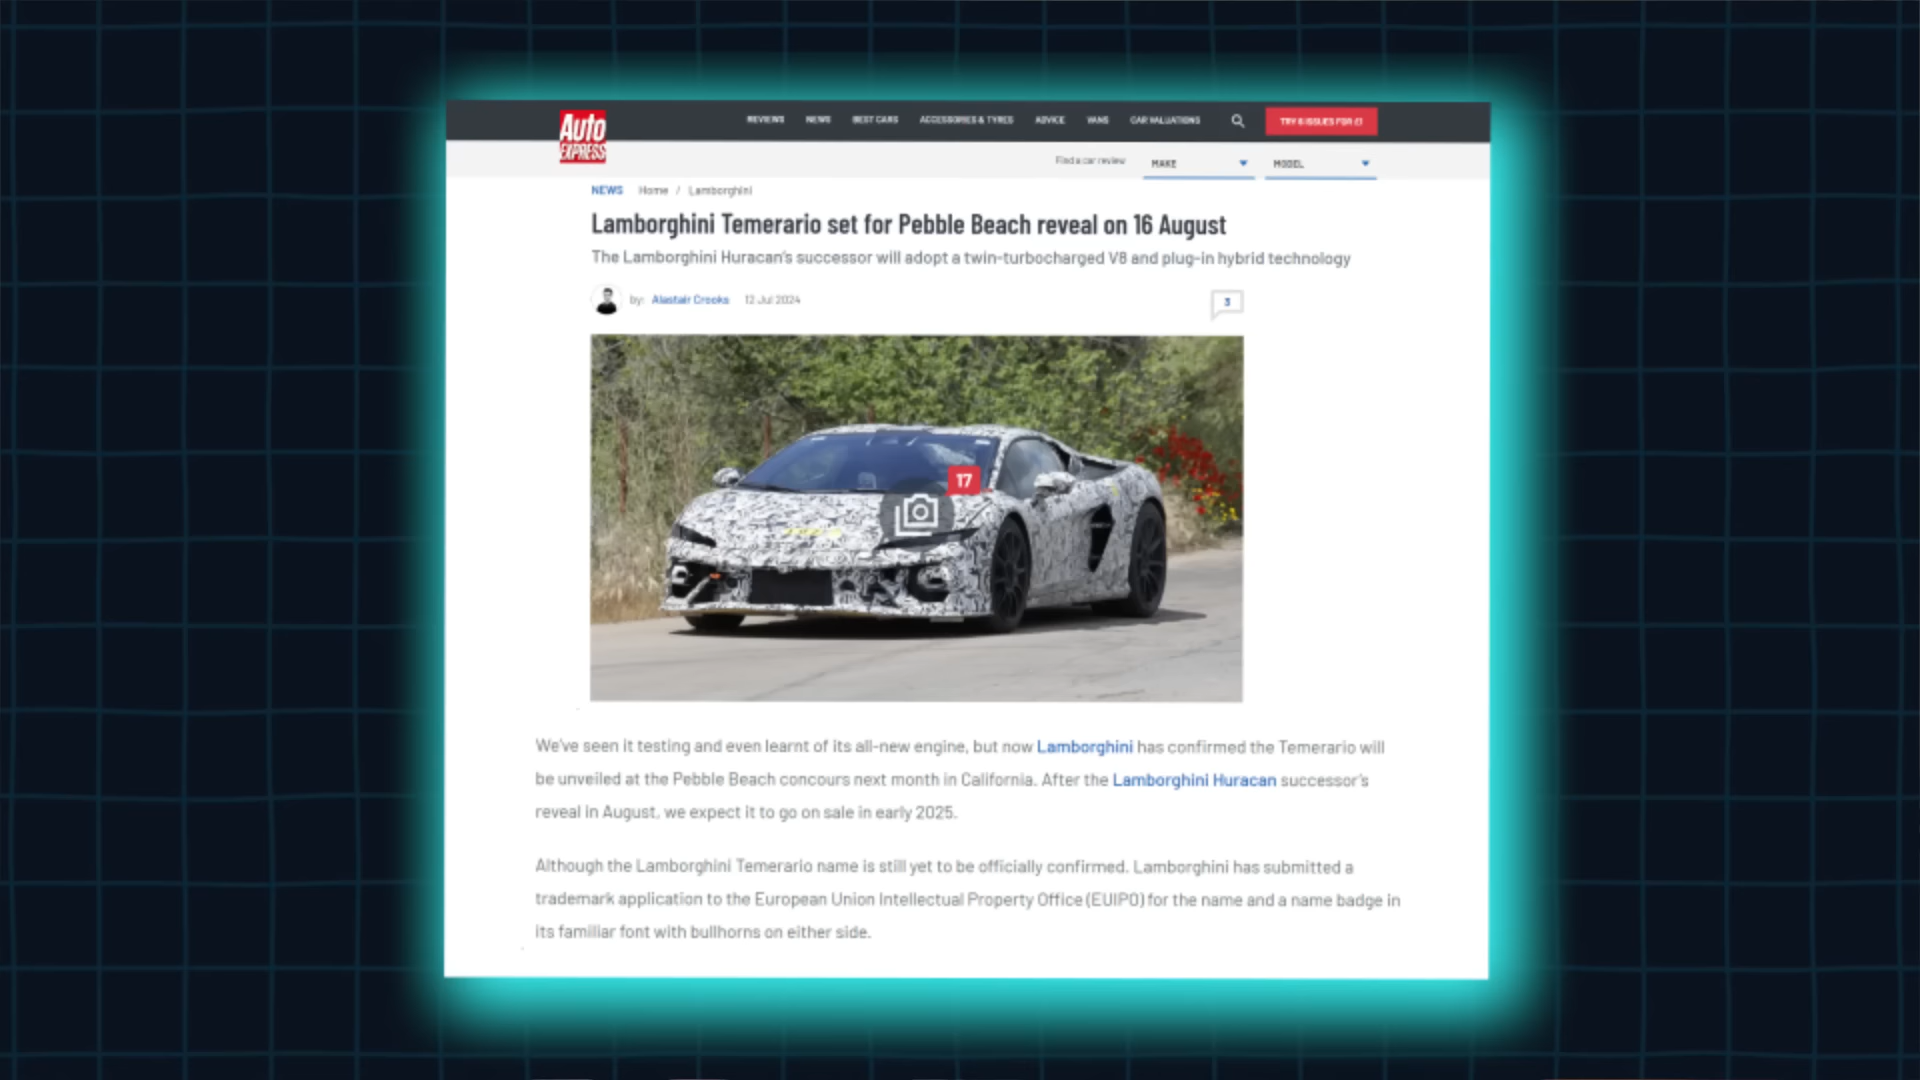 Auto
EXPRESS
REVIEWS NEWS BEST CARS ACCESSORIES & TYRES ADVICE VANS CAR VALUATIONS TRY 6 ISSUES FOR £1
Find a car review MAKE MODEL
NEWS Home / Lamborghini
Lamborghini Temerario set for Pebble Beach reveal on 16 August
The Lamborghini Huracan's successor will adopt a twin-turbocharged V8 and plug-in hybrid technology
by: Alastair Crooks 12 Jul 2024
3
17
We've seen it testing and even learnt of its all-new engine, but now Lamborghini has confirmed the Temerario will
be unveiled at the Pebble Beach concours next month in California. After the Lamborghini Huracan successor's
reveal in August, we expect it to go on sale in early 2025.
Although the Lamborghini Temerario name is still yet to be officially confirmed. Lamborghini has submitted a
trademark application to the European Union Intellectual Property Office (EUIPO) for the name and a name badge in
its familiar font with bullhorns on either side.